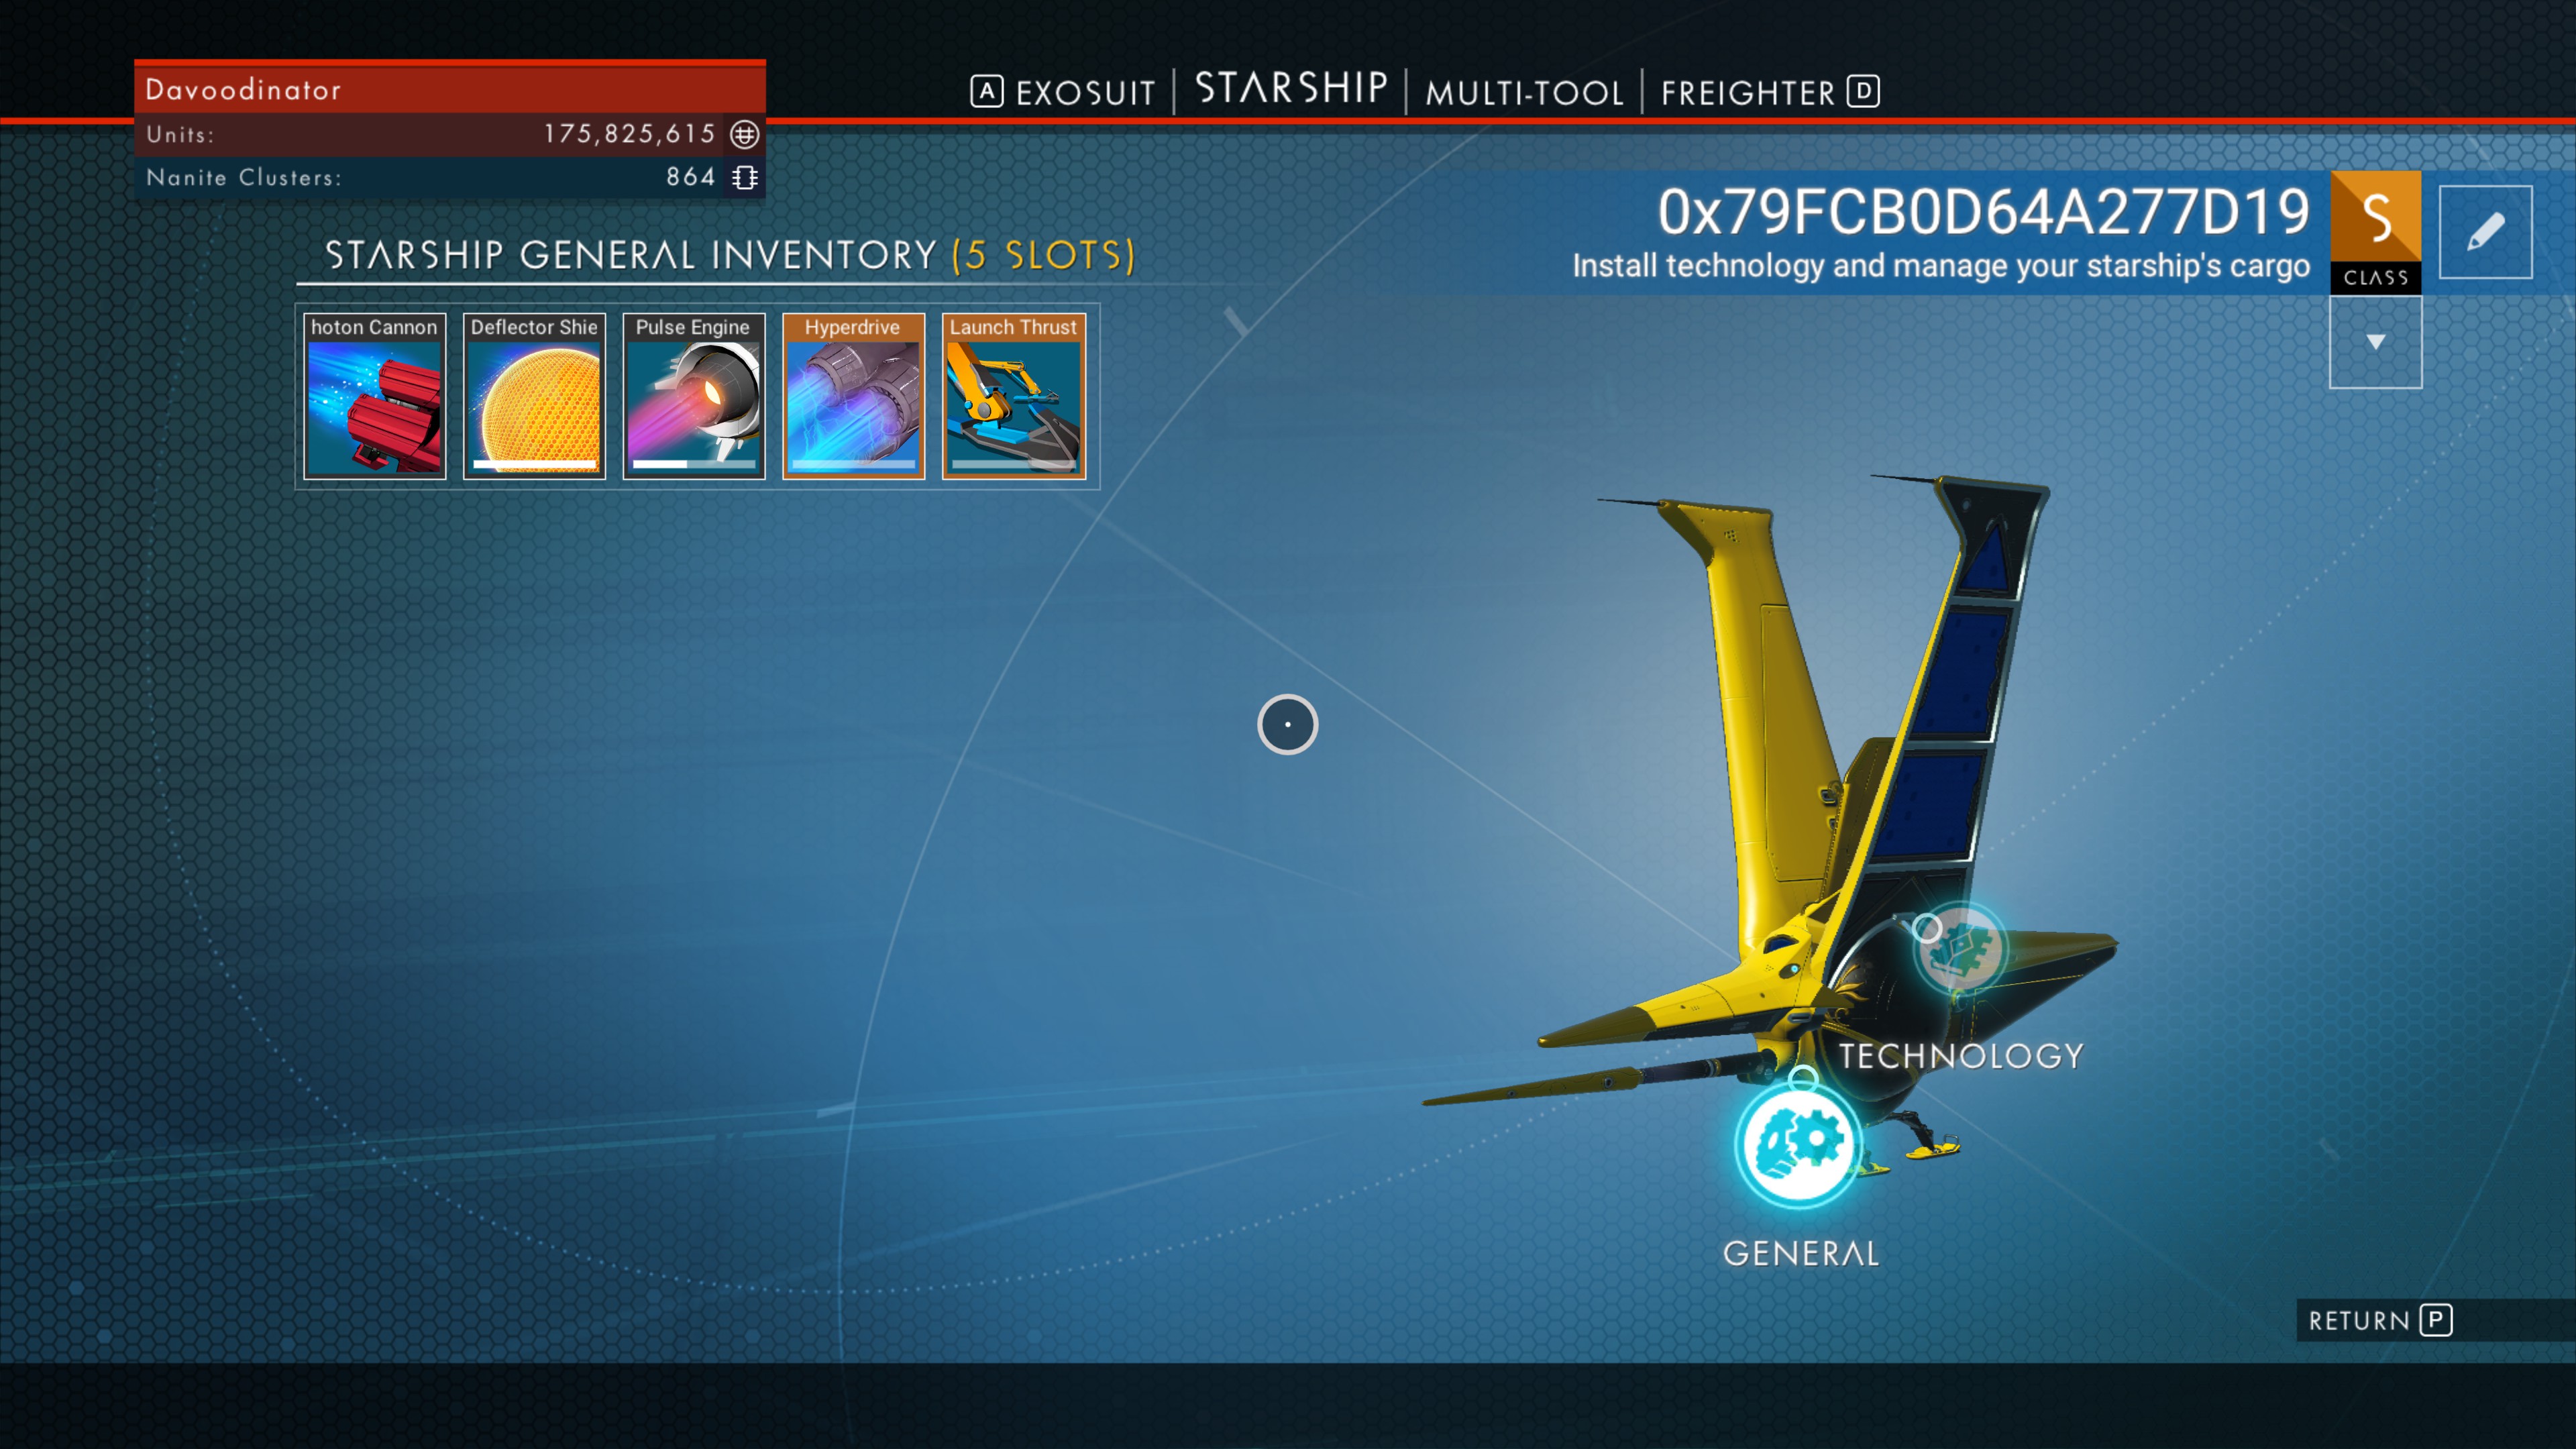 Davoodinator
Units: 175,825,615
Nanite Clusters: 864
A EXOSUIT STARSHIP MULTI-TOOL FREIGHTER D
0x79FCB0D64A277D19
Install technology and manage your starship's cargo
S
CLASS
STARSHIP GENERAL INVENTORY (5 SLOTS)
hoton Cannon Deflector Shie Pulse Engine Hyperdrive Launch Thrust
TECHNOLOGY
GENERAL
RETURN P